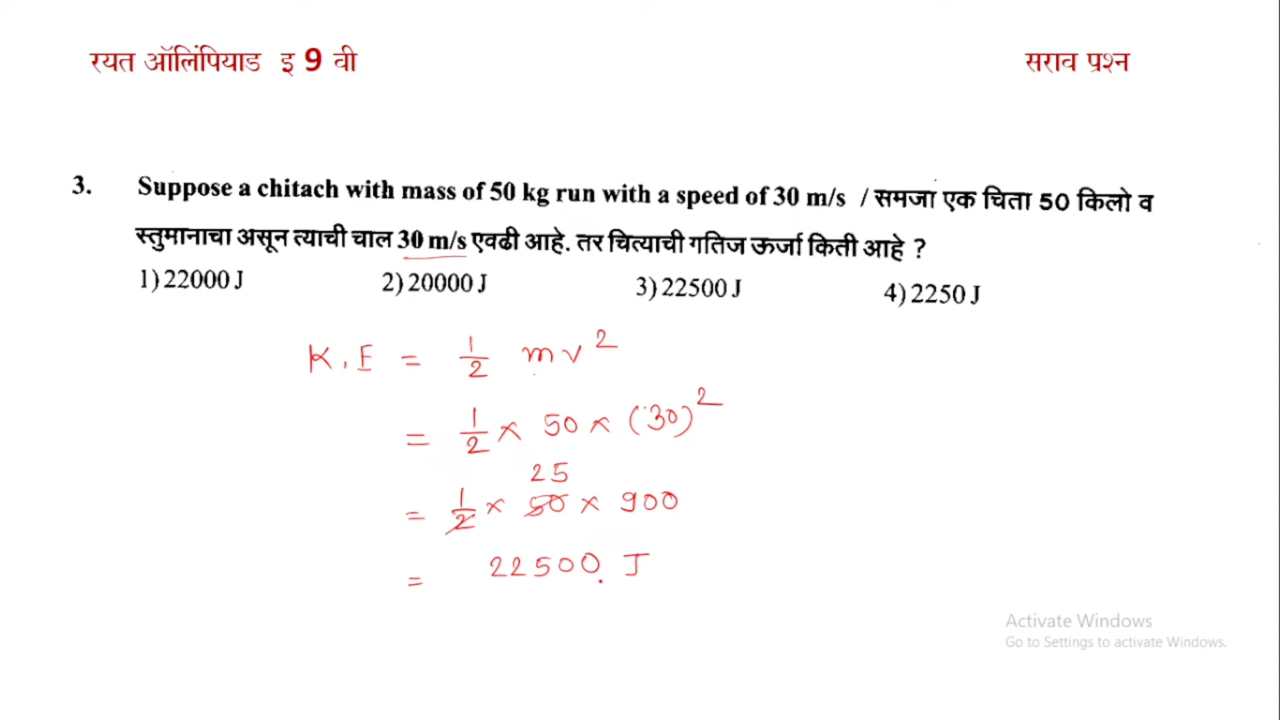 रयत ऑलिंपियाड इ 9 वी सराव प्रश्न
3. Suppose a chitach with mass of 50 kg run with a speed of 30 m/s / समजा एक चिता 50 किलो व
स्तुमानाचा असून त्याची चाल 30 m/s एवढी आहे. तर चित्याची गतिज ऊर्जा किती आहे ?
1) 22000 J 2) 20000 J 3) 22500 J 4) 2250 J
K.E = 1/2 mv²
= 1/2 × 50 × (30)²
25
= 1/2 × 50 × 900
= 22500 J
Activate Windows
Go to Settings to activate Windows.